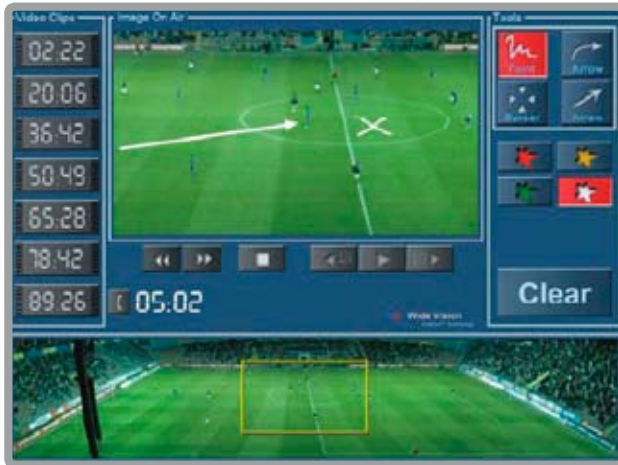 Video Clips
Image On Air
Tools
02:22
20:06
36:42
50:49
65:28
78:42
89:26
05:02
Paint
Arrow
Arrow
Wide Vision
Clear